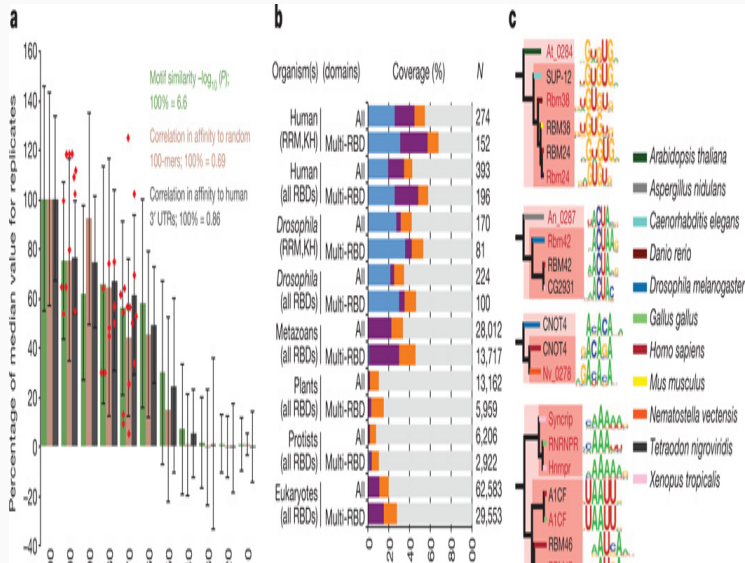 a
160
140
120
100
80
60
40
20
0
−20
−40
Percentage of median value for replicates
Motif similarity −log10 (P);
100% = 6.6
Correlation in affinity to random
100-mers; 100% = 0.69
Correlation in affinity to human
3′ UTRs; 100% = 0.86
b
Organism(s) (domains) Coverage (%) N
Human All 274
(RRM,KH) Multi-RBD 152
Human All 393
(all RBDs) Multi-RBD 196
Drosophila All 170
(RRM,KH) Multi-RBD 81
Drosophila All 224
(all RBDs) Multi-RBD 100
Metazoans All 28,012
(all RBDs) Multi-RBD 13,717
Plants All 13,162
(all RBDs) Multi-RBD 5,959
Protists All 6,206
(all RBDs) Multi-RBD 2,922
Eukaryotes All 62,583
(all RBDs) Multi-RBD 29,553
0 20 40 60 80
c
At_0284
SUP-12
Rbm38
RBM38
RBM24
Rbm24
An_0287
Rbm42
RBM42
CG2931
CNOT4
CNOT4
Nv_0278
Syncrip
RNRNPR
Hnrnpr
A1CF
A1CF
RBM46
Arabidopsis thaliana
Aspergillus nidulans
Caenorhabditis elegans
Danio rerio
Drosophila melanogaster
Gallus gallus
Homo sapiens
Mus musculus
Nematostella vectensis
Tetraodon nigroviridis
Xenopus tropicalis